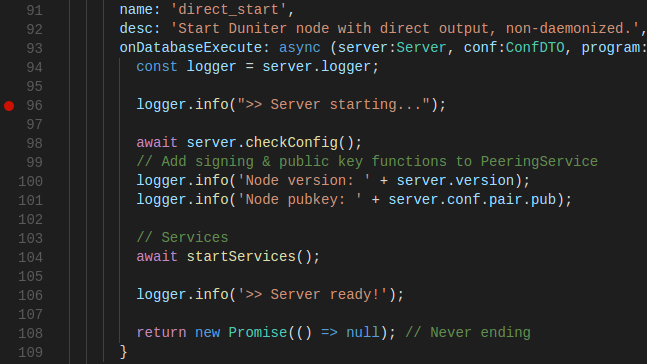 91 name: 'direct_start',
92 desc: 'Start Duniter node with direct output, non-daemonized.',
93 onDatabaseExecute: async (server:Server, conf:ConfDTO, program:
94 const logger = server.logger;
95
96 logger.info(">> Server starting...");
97
98 await server.checkConfig();
99 // Add signing & public key functions to PeeringService
100 logger.info('Node version: ' + server.version);
101 logger.info('Node pubkey: ' + server.conf.pair.pub);
102
103 // Services
104 await startServices();
105
106 logger.info('>> Server ready!');
107
108 return new Promise(() => null); // Never ending
109 }